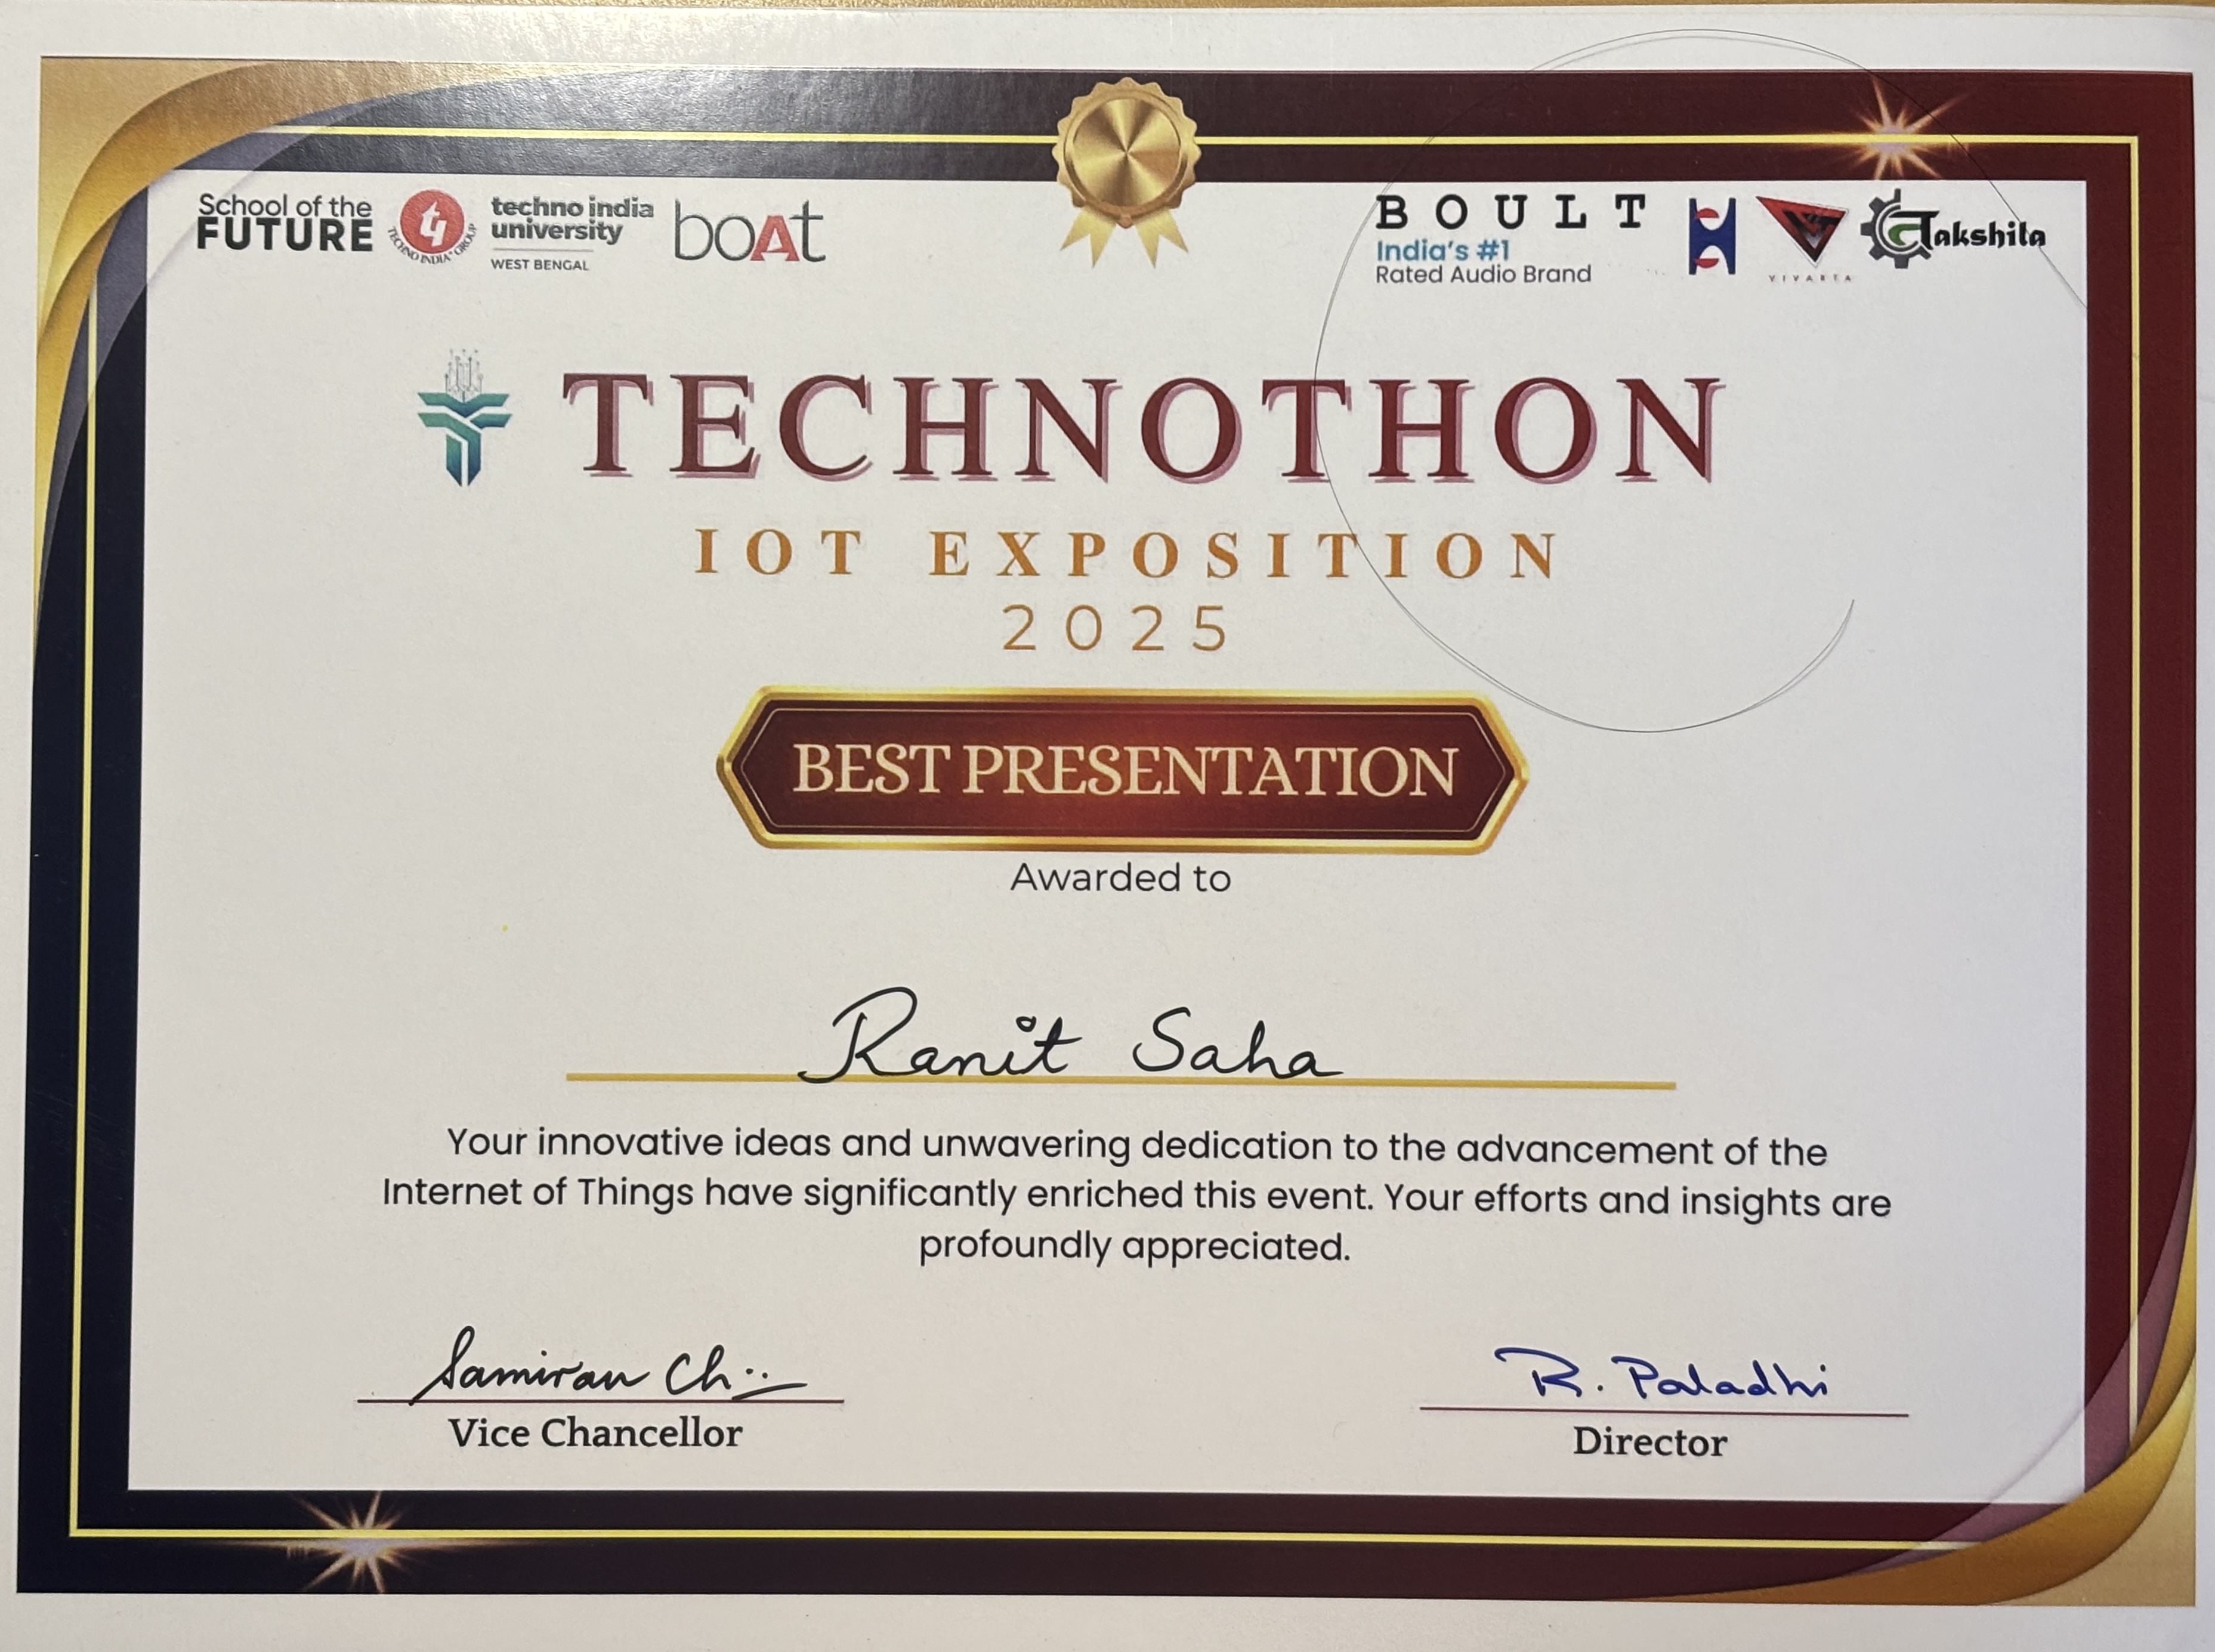 School of the
FUTURE
TECHNO INDIA GROUP
techno india
university
WEST BENGAL
boAt
BOULT
India's #1
Rated Audio Brand
VIVARTA
Takshila
TECHNOTHON
IOT EXPOSITION
2025
BEST PRESENTATION
Awarded to
Ranit Saha
Your innovative ideas and unwavering dedication to the advancement of the
Internet of Things have significantly enriched this event. Your efforts and insights are
profoundly appreciated.
Samiran Ch
Vice Chancellor
R. Paladhi
Director